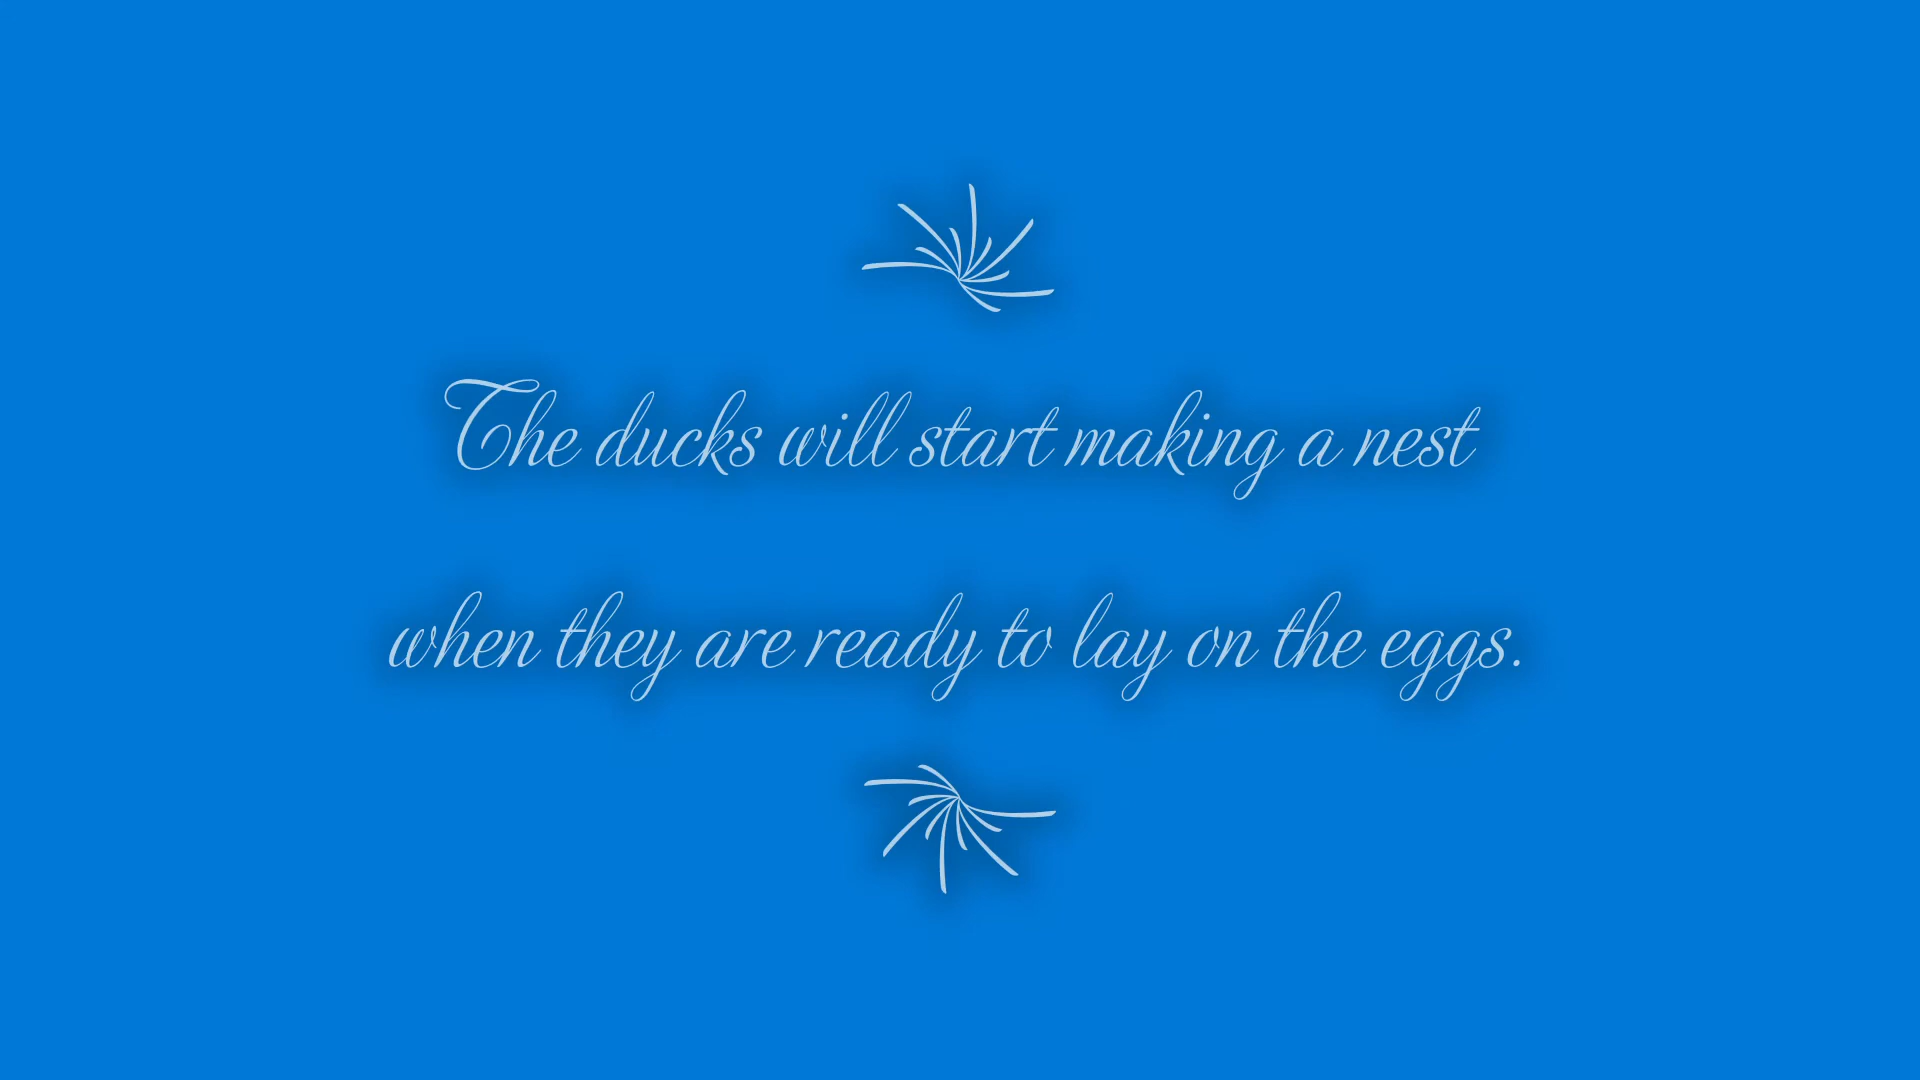 The ducks will start making a nest
when they are ready to lay on the eggs.